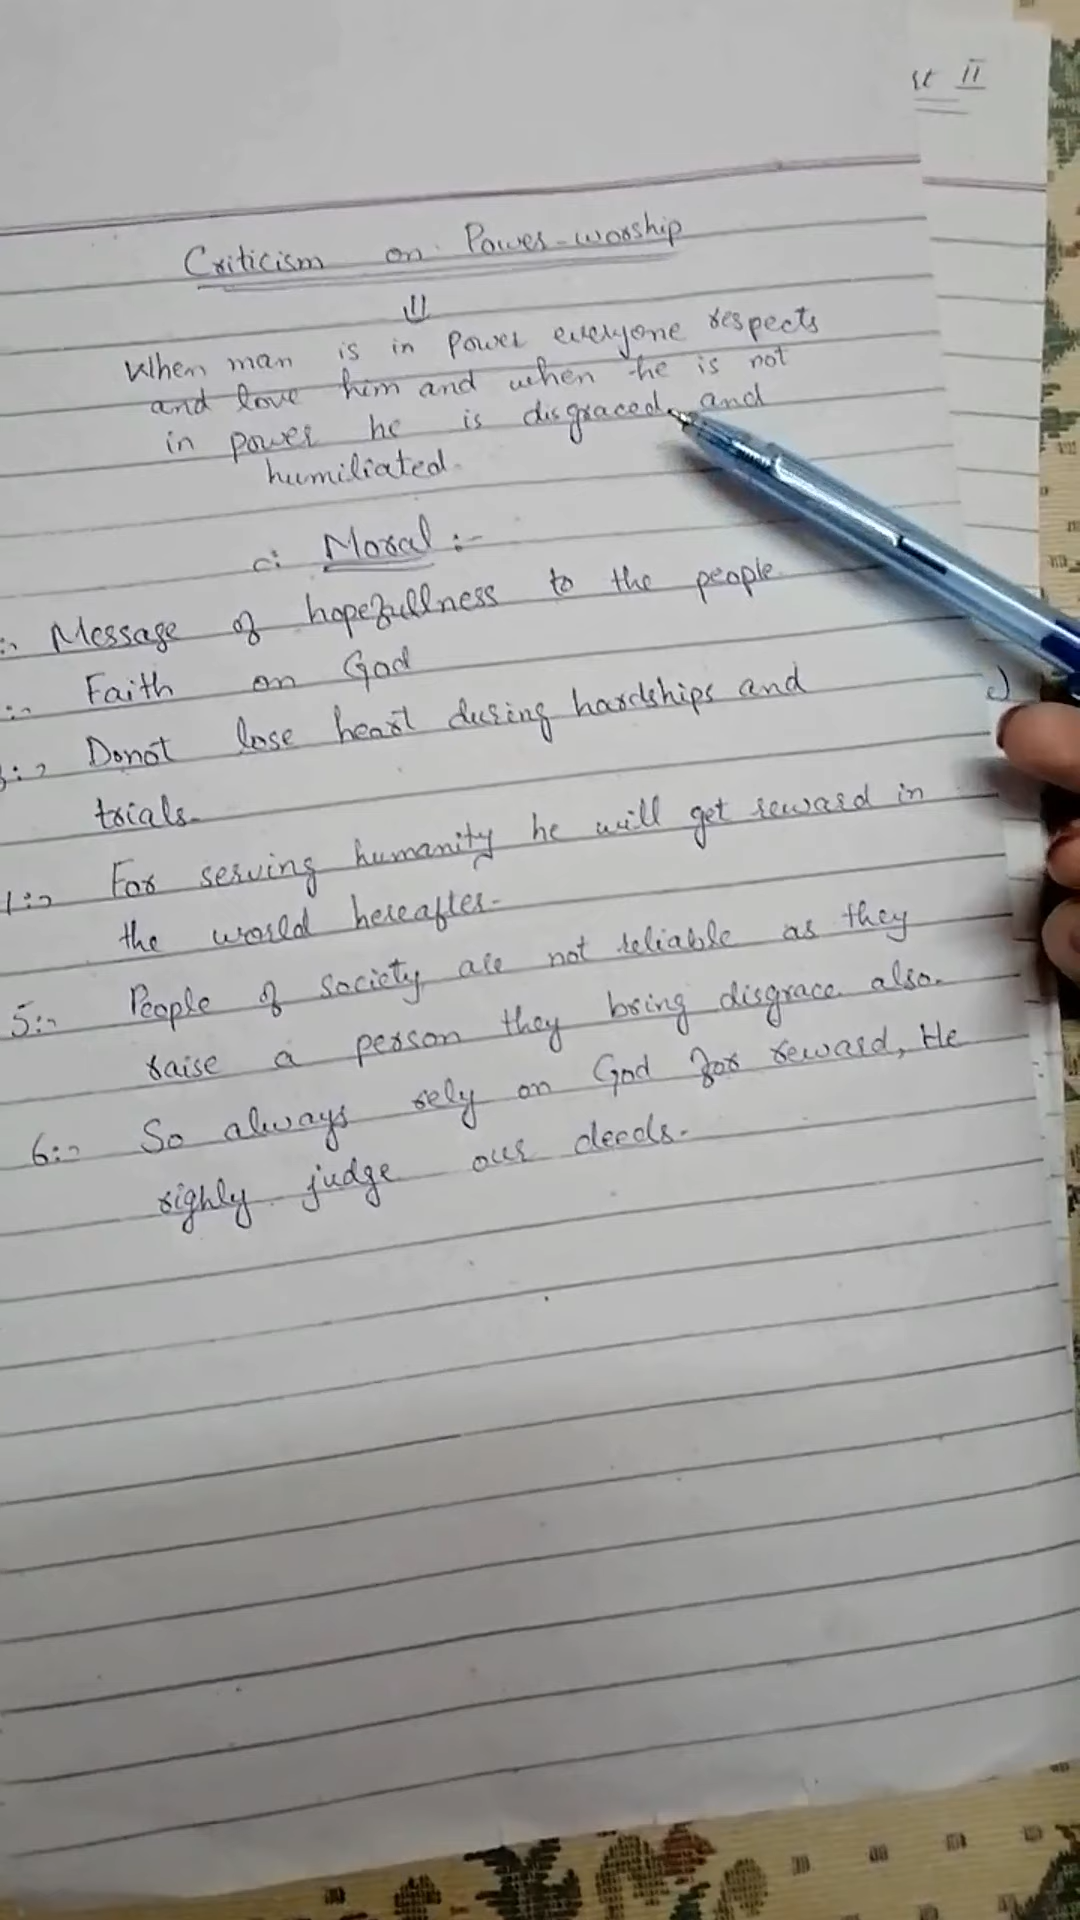 II
Criticism on Power-worship
When man is in power everyone respects
and love him and when he is not
in power he is disgraced and
humiliated.
c: Moral :-
Message of hopefullness to the people
Faith on God
Donot lose heart during hardships and
trials.
For serving humanity he will get reward in
the world hereafter.
5:- People of society are not reliable as they
raise a person they bring disgrace also.
6:- So always rely on God for reward, He
righly judge our deeds.